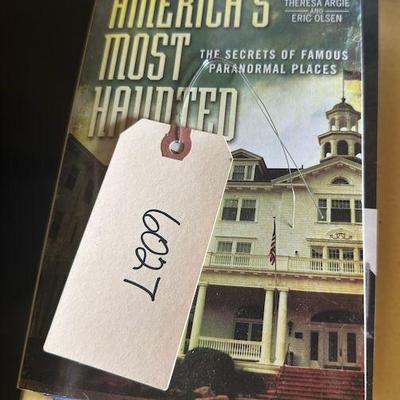 AMERICA'S
MOST
HAUNTED
THERESA ARGIE
AND
ERIC OLSEN
THE SECRETS OF FAMOUS
PARANORMAL PLACES
6027